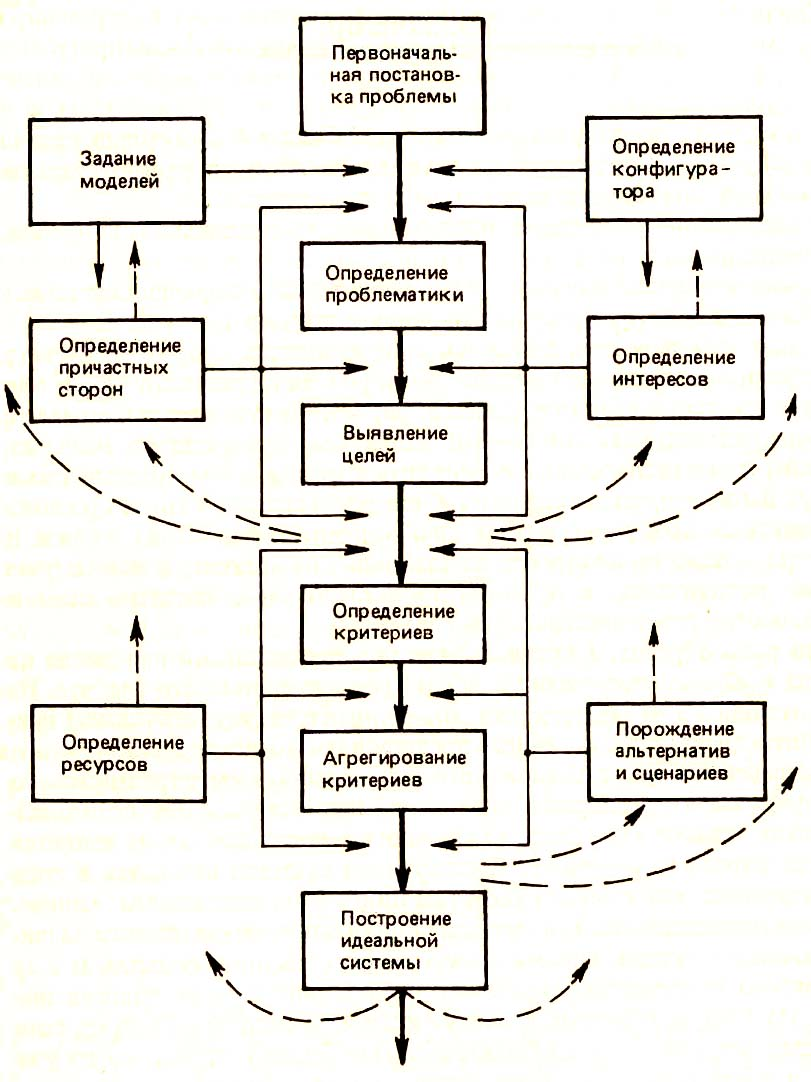 Первоначаль-
ная постанов-
ка проблемы
Задание
моделей
Определение
конфигура-
тора
Определение
проблематики
Определение
причастных
сторон
Определение
интересов
Выявление
целей
Определение
критериев
Определение
ресурсов
Агрегирование
критериев
Порождение
альтернатив
и сценариев
Построение
идеальной
системы